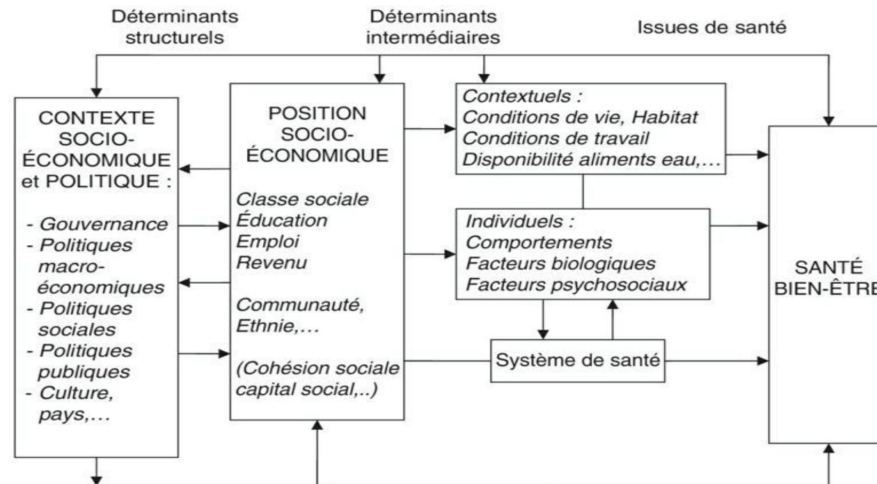 Déterminants
structurels
Déterminants
intermédiaires
Issues de santé
CONTEXTE
SOCIO-
ÉCONOMIQUE
et POLITIQUE :
- Gouvernance
- Politiques
macro-
économiques
- Politiques
sociales
- Politiques
publiques
- Culture,
pays,...
POSITION
SOCIO-
ÉCONOMIQUE
Classe sociale
Éducation
Emploi
Revenu
Communauté,
Ethnie,...
(Cohésion sociale
capital social,..)
Contextuels :
Conditions de vie, Habitat
Conditions de travail
Disponibilité aliments eau,...
Individuels :
Comportements
Facteurs biologiques
Facteurs psychosociaux
Système de santé
SANTÉ
BIEN-ÊTRE